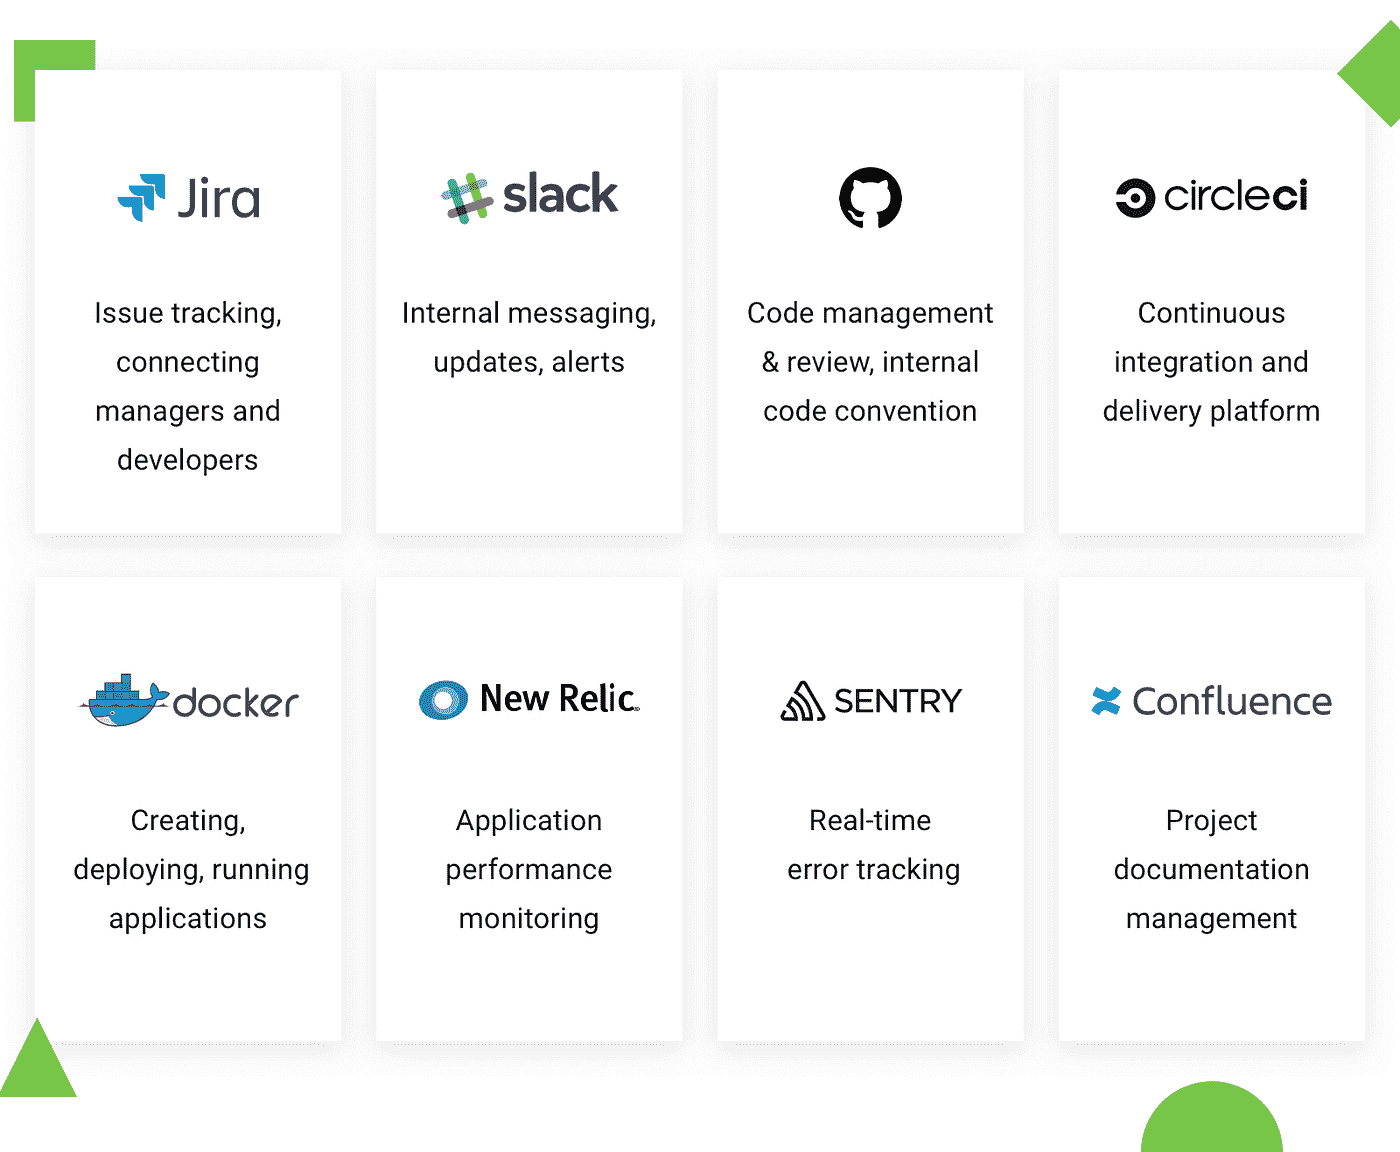 Jira
Issue tracking,
connecting
managers and
developers
slack
Internal messaging,
updates, alerts
Code management
& review, internal
code convention
circleci
Continuous
integration and
delivery platform
docker
Creating,
deploying, running
applications
New Relic
Application
performance
monitoring
SENTRY
Real-time
error tracking
Confluence
Project
documentation
management